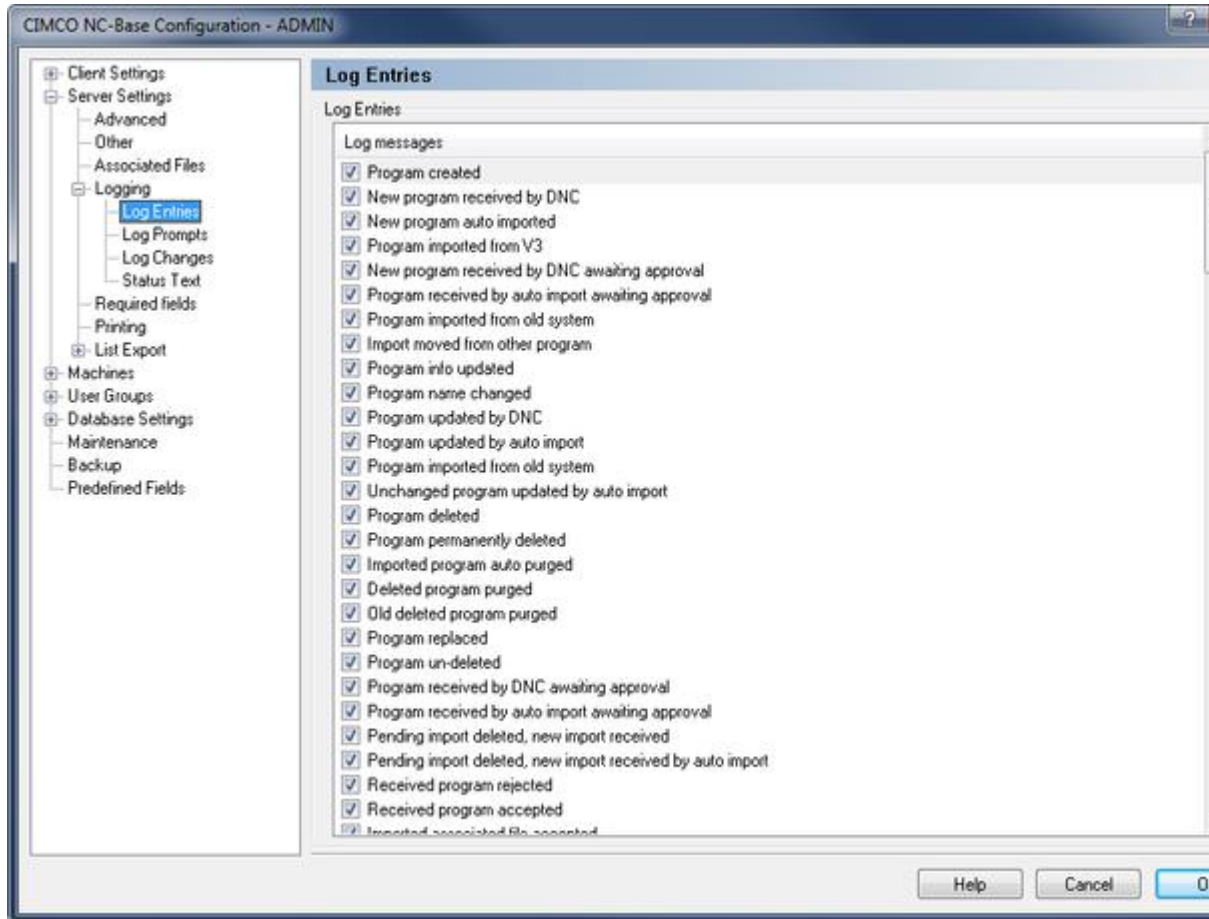 CIMCO NC-Base Configuration - ADMIN
?
Client Settings
Server Settings
Advanced
Other
Associated Files
Logging
Log Entries
Log Prompts
Log Changes
Status Text
Required fields
Printing
List Export
Machines
User Groups
Database Settings
Maintenance
Backup
Predefined Fields
Log Entries
Log Entries
Log messages
Program created
New program received by DNC
New program auto imported
Program imported from V3
New program received by DNC awaiting approval
Program received by auto import awaiting approval
Program imported from old system
Import moved from other program
Program info updated
Program name changed
Program updated by DNC
Program updated by auto import
Program imported from old system
Unchanged program updated by auto import
Program deleted
Program permanently deleted
Imported program auto purged
Deleted program purged
Old deleted program purged
Program replaced
Program un-deleted
Program received by DNC awaiting approval
Program received by auto import awaiting approval
Pending import deleted, new import received
Pending import deleted, new import received by auto import
Received program rejected
Received program accepted
Imported associated file accepted
Help
Cancel